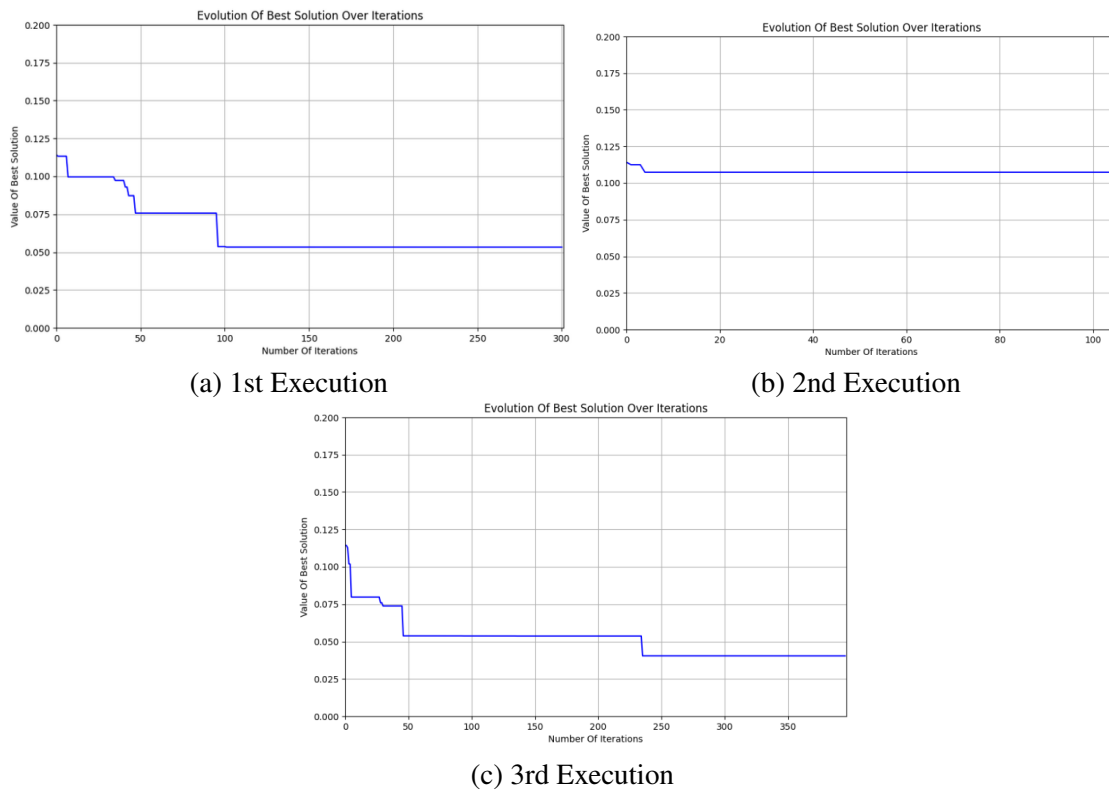 Evolution Of Best Solution Over Iterations
0.200
0.175
0.150
0.125
0.100
0.075
0.050
0.025
0.000
Value Of Best Solution
0 50 100 150 200 250 300
Number Of Iterations
(a) 1st Execution
Evolution Of Best Solution Over Iterations
0.200
0.175
0.150
0.125
0.100
0.075
0.050
0.025
0.000
Value Of Best Solution
0 20 40 60 80 100
Number Of Iterations
(b) 2nd Execution
Evolution Of Best Solution Over Iterations
0.200
0.175
0.150
0.125
0.100
0.075
0.050
0.025
0.000
Value Of Best Solution
0 50 100 150 200 250 300 350
Number Of Iterations
(c) 3rd Execution